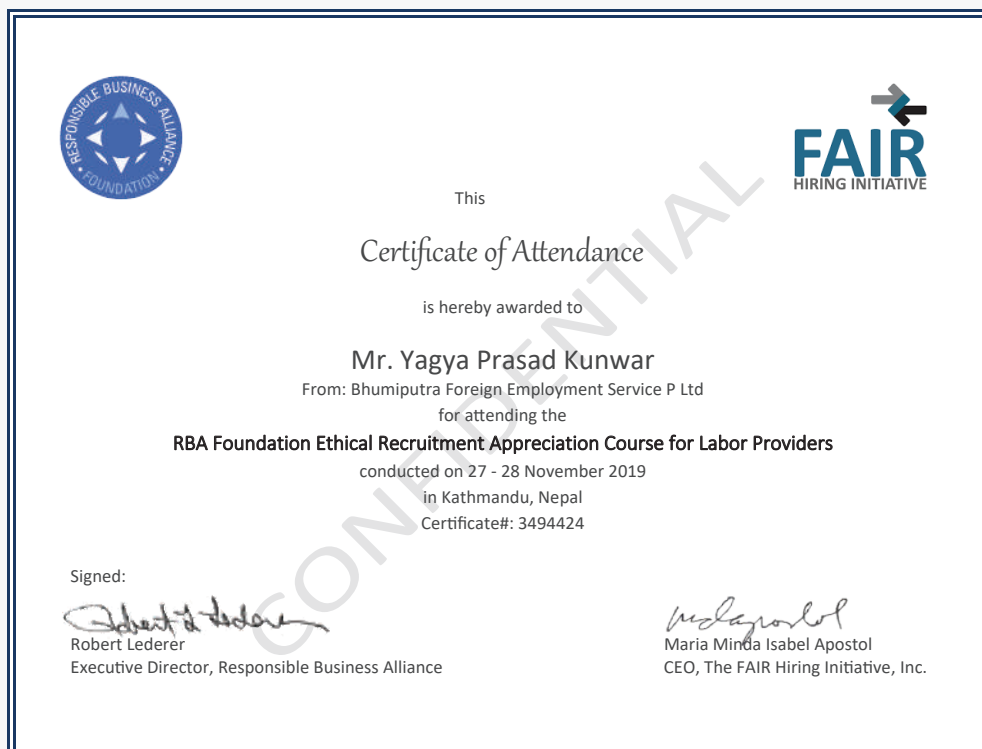 RESPONSIBLE BUSINESS ALLIANCE
FOUNDATION
FAIR
HIRING INITIATIVE
This
Certificate of Attendance
is hereby awarded to
Mr. Yagya Prasad Kunwar
From: Bhumiputra Foreign Employment Service P Ltd
for attending the
RBA Foundation Ethical Recruitment Appreciation Course for Labor Providers
conducted on 27 - 28 November 2019
in Kathmandu, Nepal
Certificate#: 3494424
CONFIDENTIAL
Signed:
Robert Lederer
Executive Director, Responsible Business Alliance
Maria Minda Isabel Apostol
CEO, The FAIR Hiring Initiative, Inc.